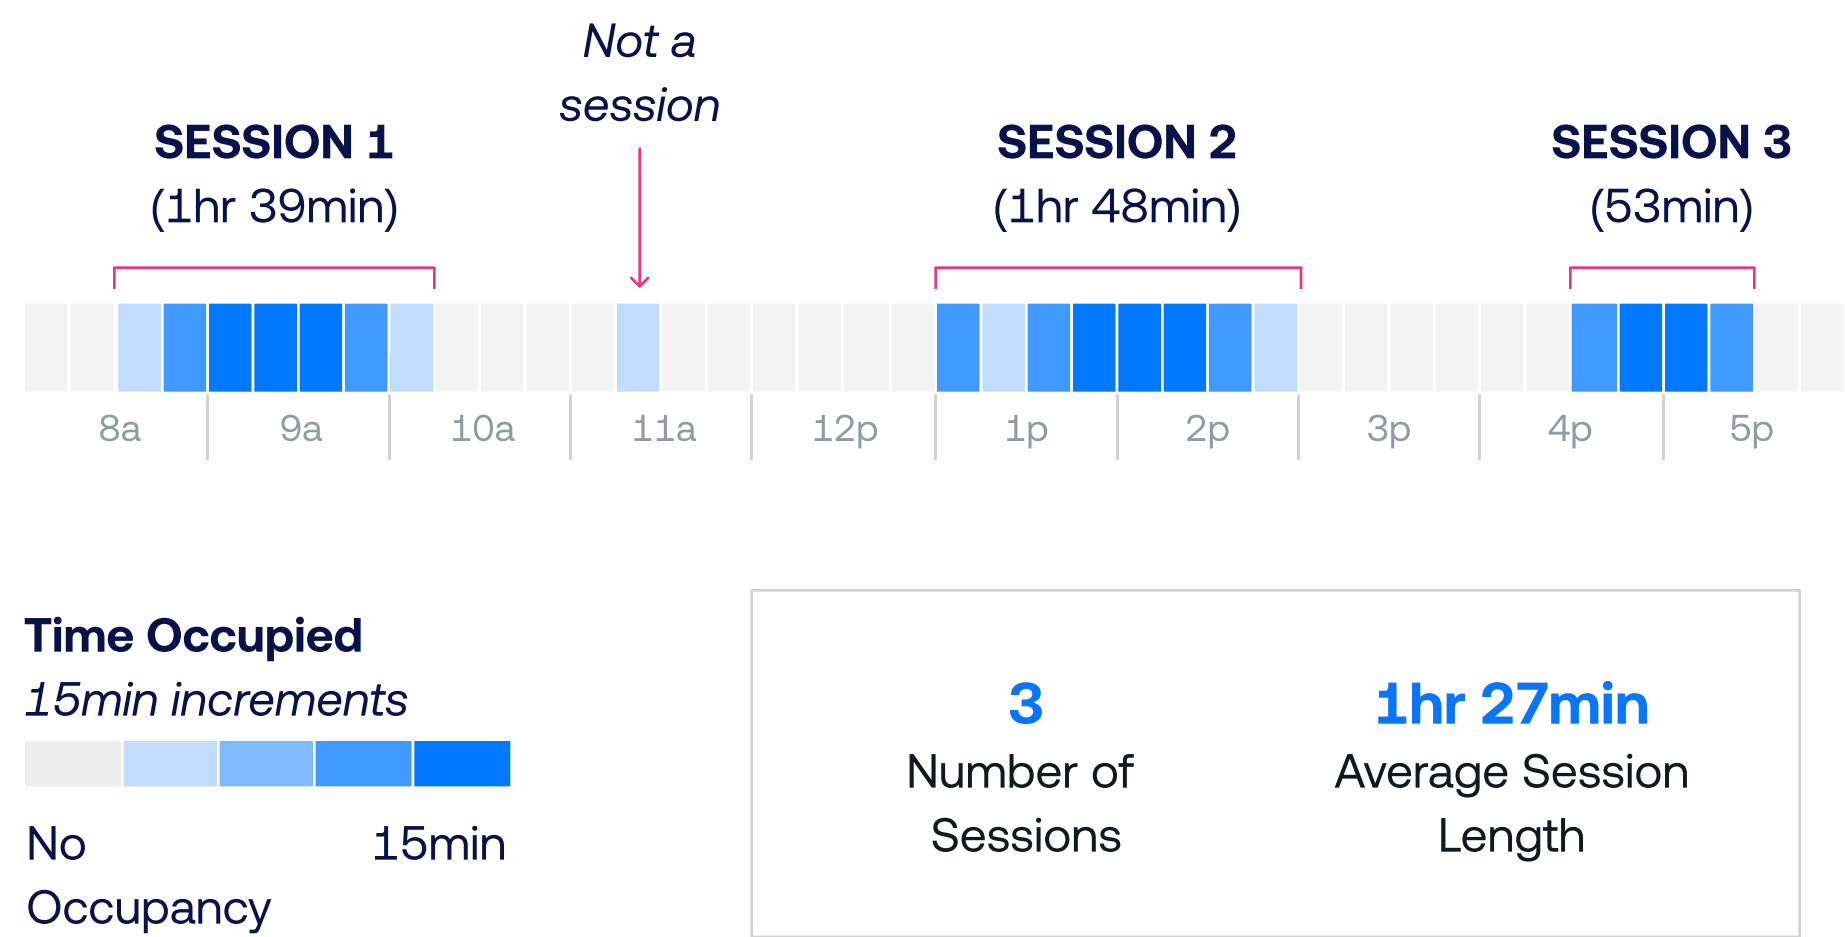 Not a
session
SESSION 1
(1hr 39min)
SESSION 2
(1hr 48min)
SESSION 3
(53min)
8a
9a
10a
11a
12p
1p
2p
3p
4p
5p
Time Occupied
15min increments
No
Occupancy
15min
3
Number of
Sessions
1hr 27min
Average Session
Length